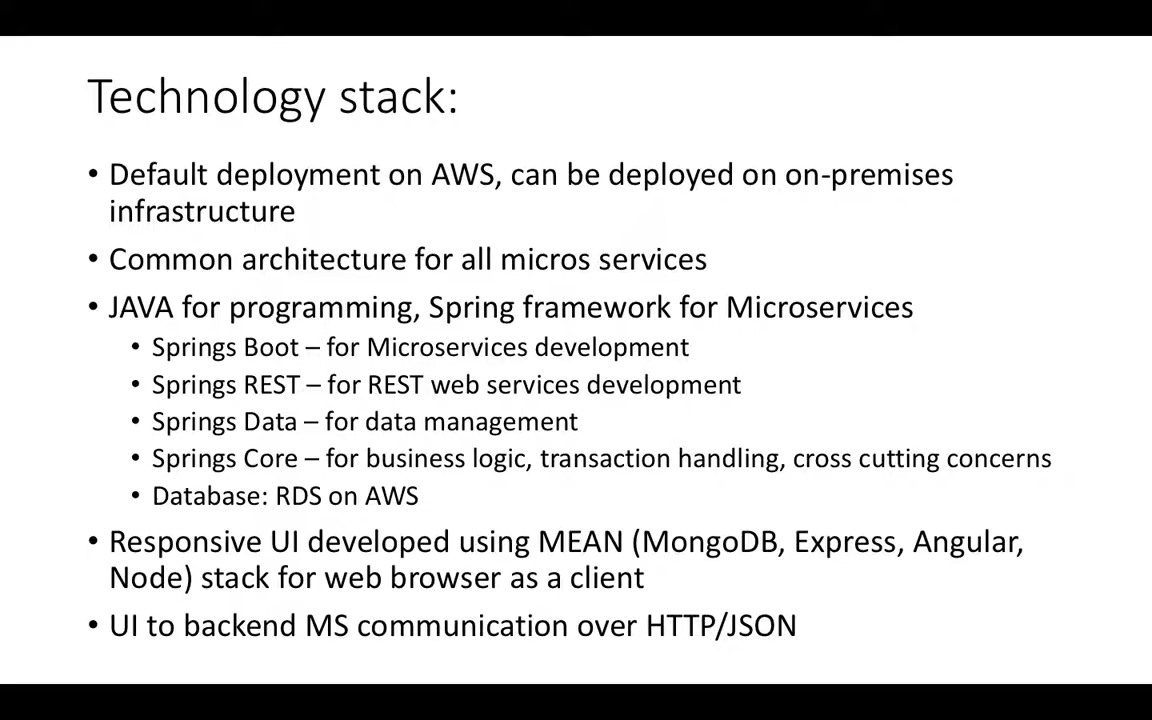 Technology stack:
• Default deployment on AWS, can be deployed on on-premises
infrastructure
• Common architecture for all micros services
• JAVA for programming, Spring framework for Microservices
• Springs Boot – for Microservices development
• Springs REST – for REST web services development
• Springs Data – for data management
• Springs Core – for business logic, transaction handling, cross cutting concerns
• Database: RDS on AWS
• Responsive UI developed using MEAN (MongoDB, Express, Angular,
Node) stack for web browser as a client
• UI to backend MS communication over HTTP/JSON